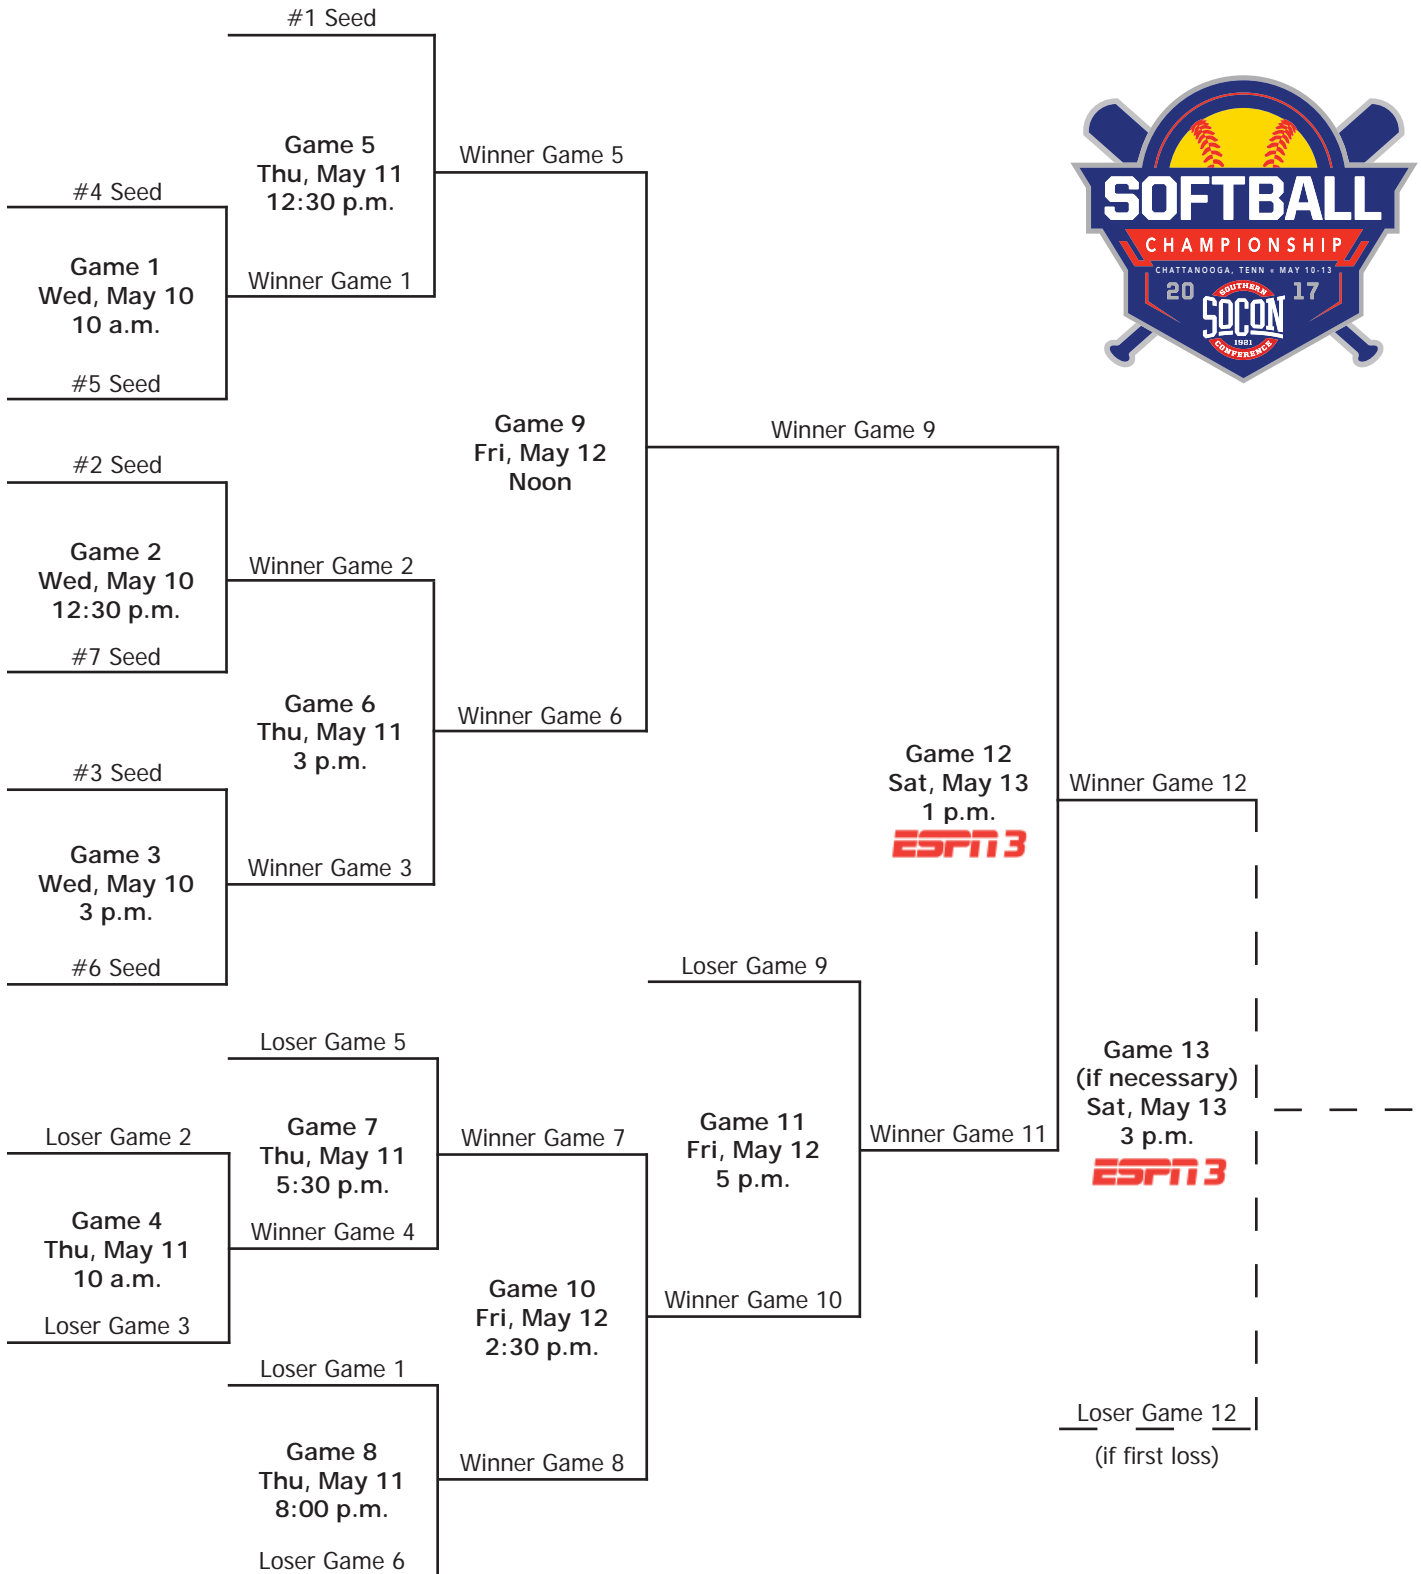 #1 Seed
Game 5
Thu, May 11
12:30 p.m.
Winner Game 5
#4 Seed
Game 1
Wed, May 10
10 a.m.
Winner Game 1
#5 Seed
SOFTBALL
CHAMPIONSHIP
CHATTANOOGA, TENN • MAY 10-13
20 17
SOUTHERN
SOCON
1921
CONFERENCE
Game 9
Fri, May 12
Noon
Winner Game 9
#2 Seed
Game 2
Wed, May 10
12:30 p.m.
Winner Game 2
#7 Seed
Game 6
Thu, May 11
3 p.m.
Winner Game 6
#3 Seed
Game 3
Wed, May 10
3 p.m.
Winner Game 3
#6 Seed
Game 12
Sat, May 13
1 p.m.
ESPN 3
Winner Game 12
Loser Game 9
Loser Game 5
Game 7
Thu, May 11
5:30 p.m.
Winner Game 7
Loser Game 2
Game 4
Thu, May 11
10 a.m.
Winner Game 4
Loser Game 3
Game 11
Fri, May 12
5 p.m.
Winner Game 11
Game 13
(if necessary)
Sat, May 13
3 p.m.
ESPN 3
Game 10
Fri, May 12
2:30 p.m.
Winner Game 10
Loser Game 1
Game 8
Thu, May 11
8:00 p.m.
Winner Game 8
Loser Game 6
Loser Game 12
(if first loss)